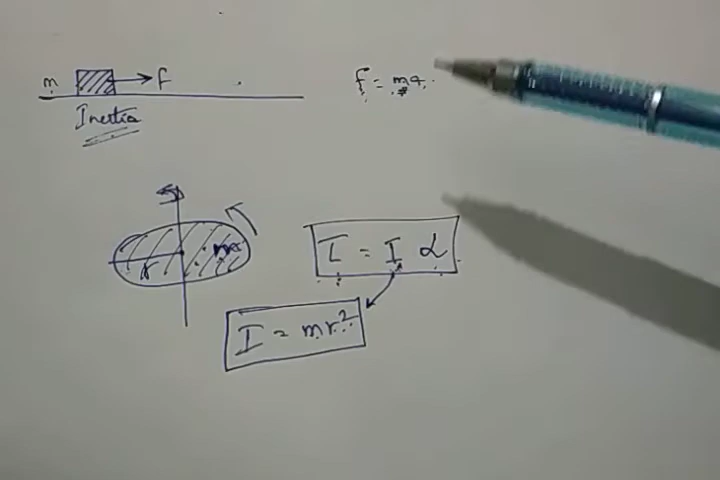 m F F = ma
Inertia
r m
τ = I α
I = mr²